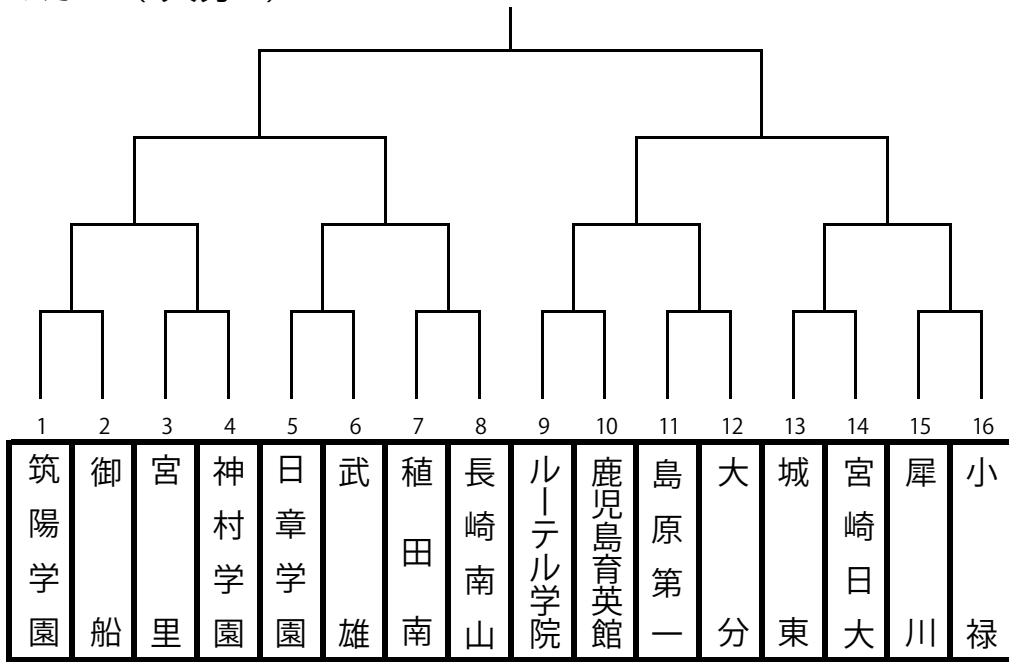 1 2 3 4 5 6 7 8 9 10 11 12 13 14 15 16
筑陽学園
御船
宮里
神村学園
日章学園
武雄
稙田南
長崎南山
ルーテル学院
鹿児島育英館
島原第一
大分
城東
宮崎日大
犀川
小禄